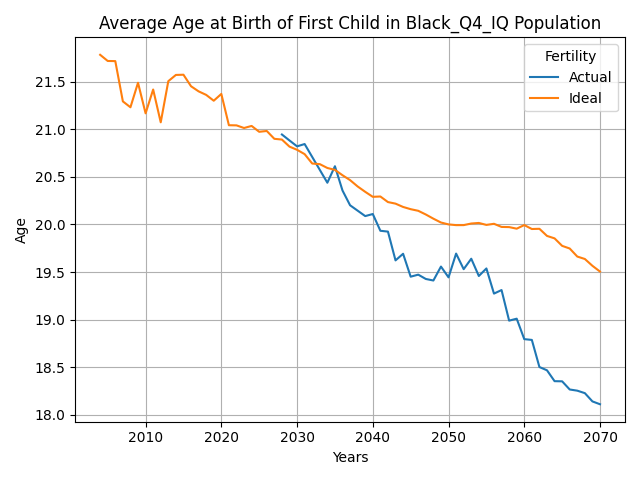 Average Age at Birth of First Child in Black_Q4_IQ Population
Fertility
Actual
Ideal
21.5
21.0
20.5
20.0
19.5
19.0
18.5
18.0
Age
2010 2020 2030 2040 2050 2060 2070
Years